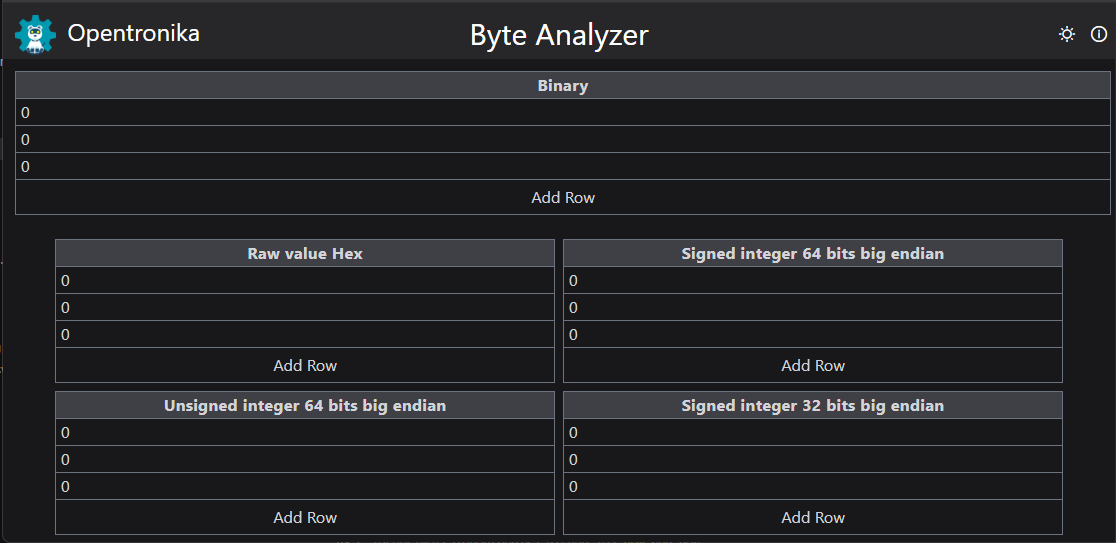 Opentronika
Byte Analyzer
Binary
0
0
0
Add Row
Raw value Hex
0
0
0
Add Row
Signed integer 64 bits big endian
0
0
0
Add Row
Unsigned integer 64 bits big endian
0
0
0
Add Row
Signed integer 32 bits big endian
0
0
0
Add Row